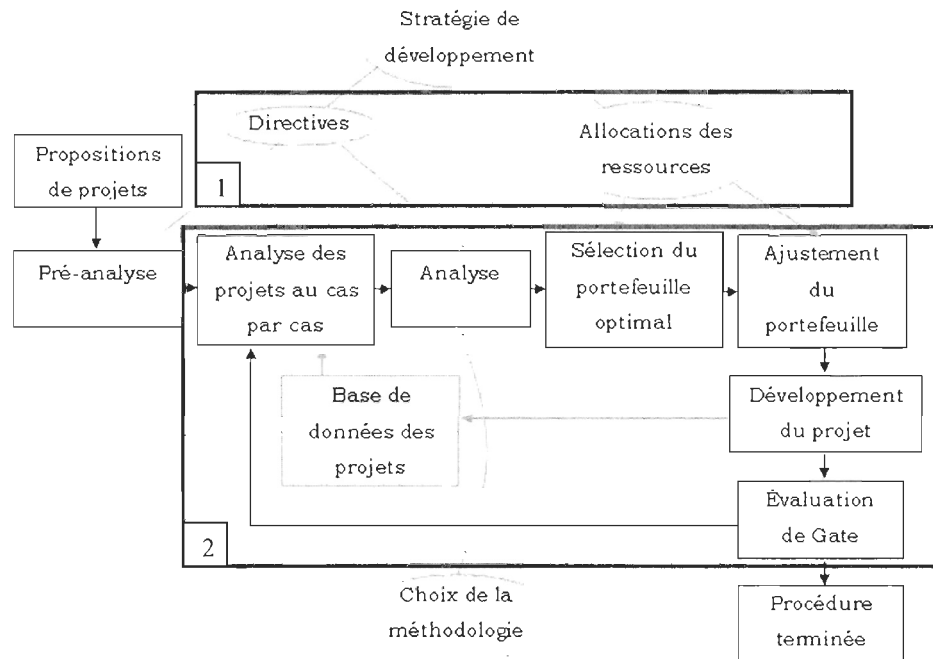 Stratégie de
développement
Directives
Allocations des
ressources
Propositions
de projets
1
Pré-analyse
Analyse des
projets au cas
par cas
Analyse
Sélection du
portefeuille
optimal
Ajustement
du
portefeuille
Base de
données des
projets
Développement
du projet
Évaluation
de Gate
2
Choix de la
méthodologie
Procédure
terminée